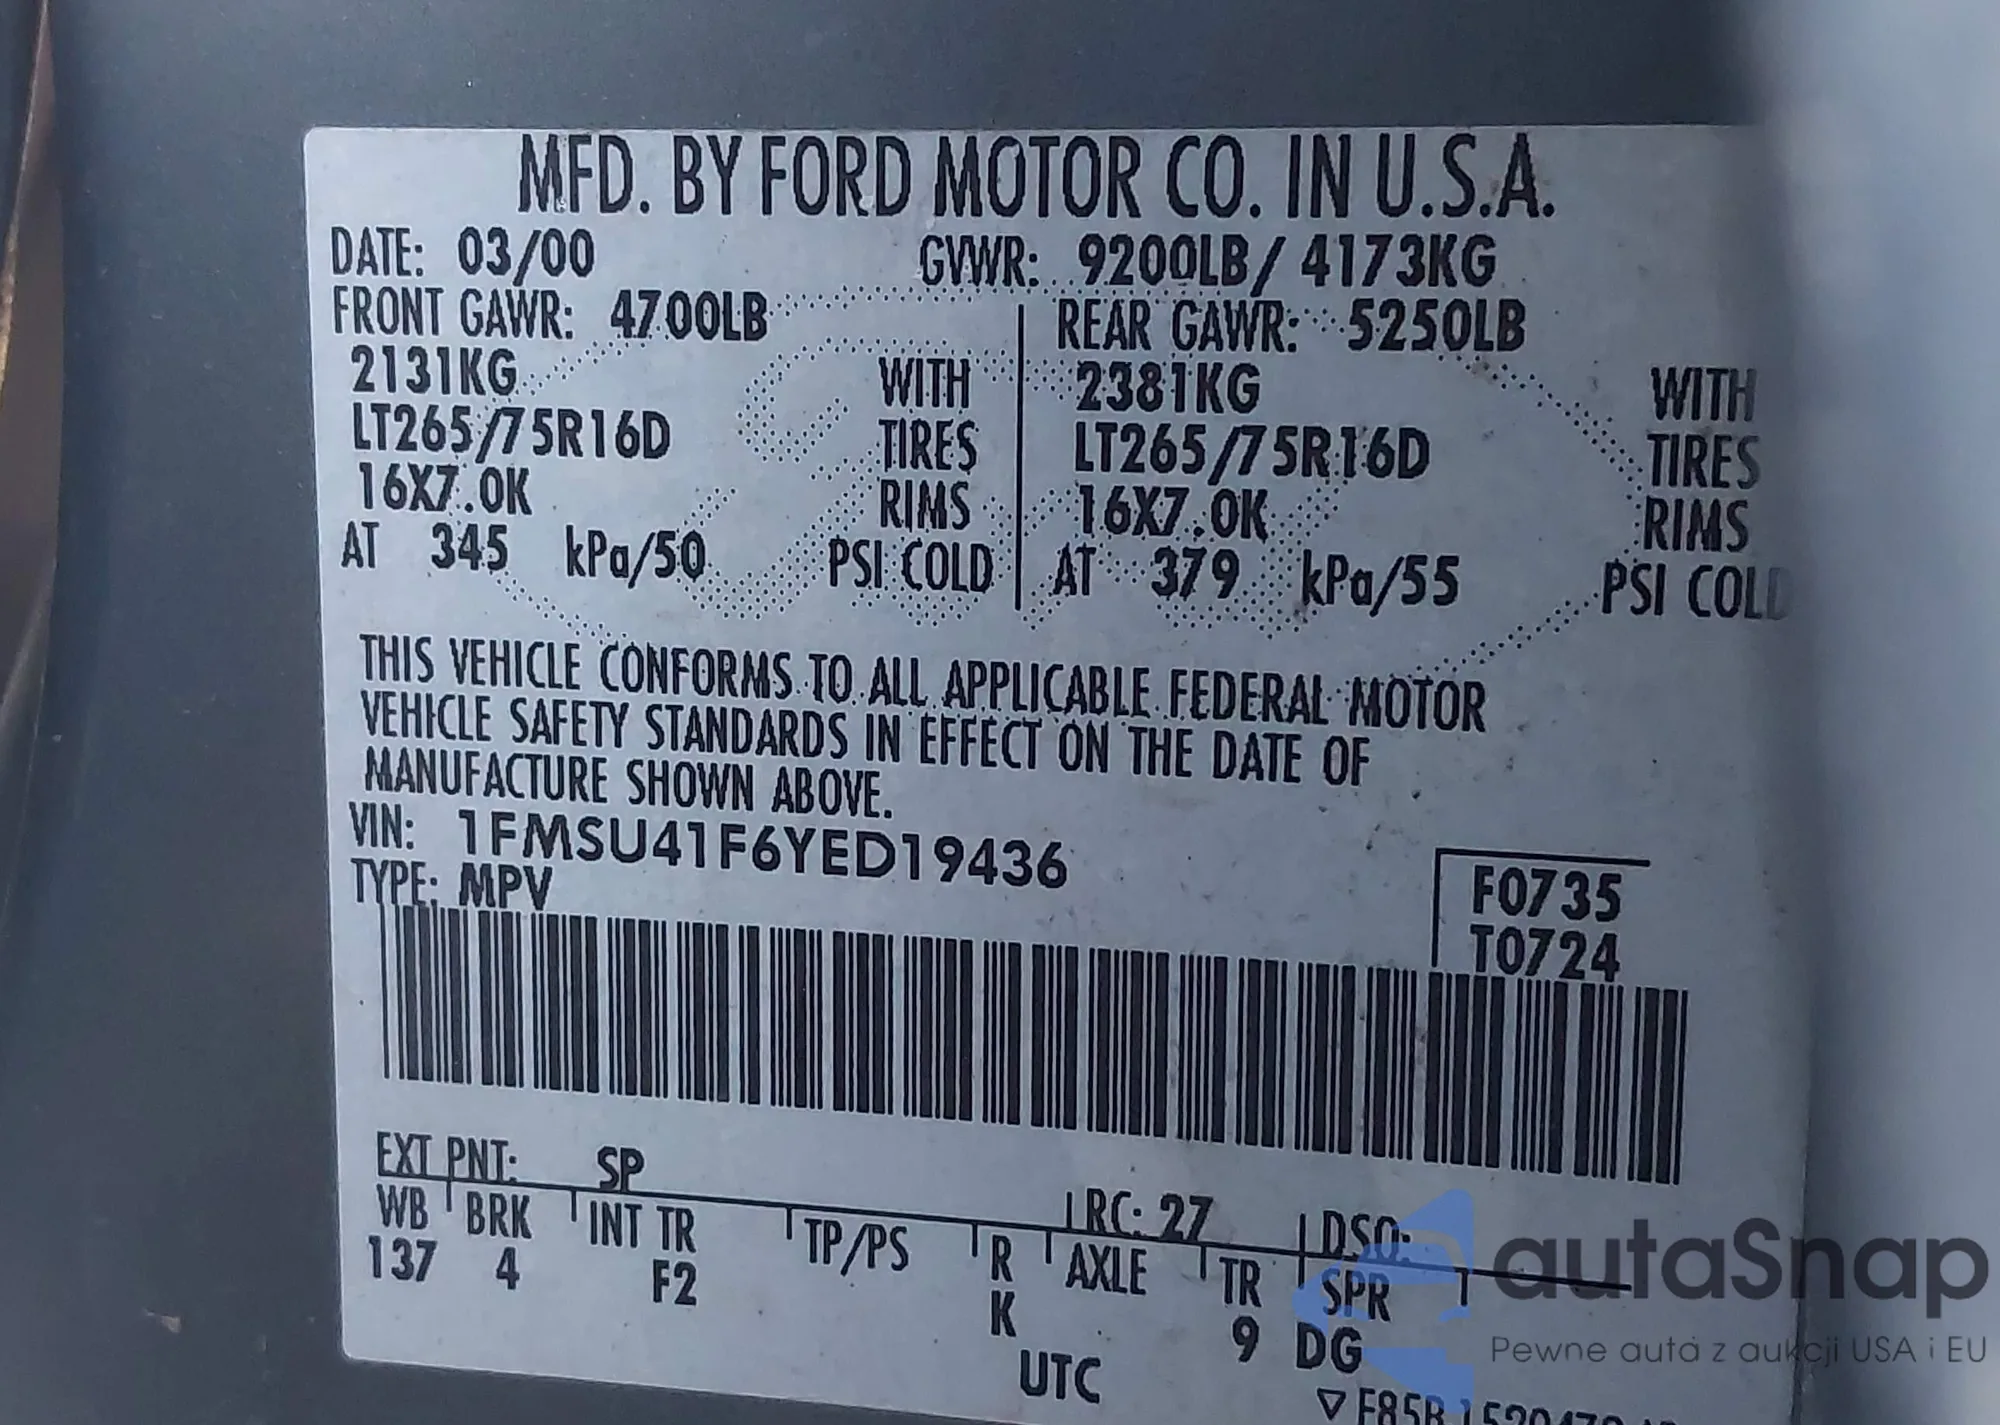 MFD. BY FORD MOTOR CO. IN U.S.A.
DATE: 03/00 GVWR: 9200LB/ 4173KG
FRONT GAWR: 4700LB REAR GAWR: 5250LB
2131KG WITH 2381KG WITH
LT265/75R16D TIRES LT265/75R16D TIRES
16X7.0K RIMS 16X7.0K RIMS
AT 345 kPa/50 PSI COLD AT 379 kPa/55 PSI COLD
THIS VEHICLE CONFORMS TO ALL APPLICABLE FEDERAL MOTOR
VEHICLE SAFETY STANDARDS IN EFFECT ON THE DATE OF
MANUFACTURE SHOWN ABOVE.
VIN: 1FMSU41F6YED19436
TYPE: MPV
F0735
T0724
EXT PNT: SP RC: 27 DSO:
WB BRK INT TR TP/PS R AXLE TR SPR
137 4 F2 K 9 DG
UTC
autaSnap
Pewne auta z aukcji USA i EU